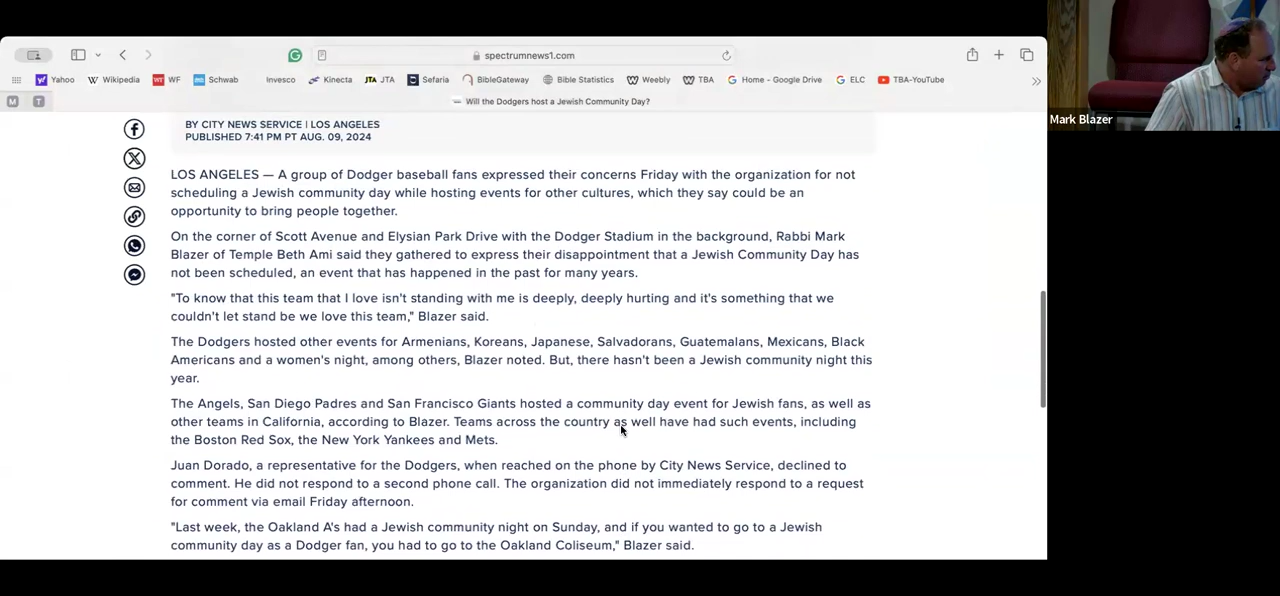 spectrumnews1.com
Yahoo Wikipedia WF Schwab Invesco Kinecta JTA Sefaria BibleGateway Bible Statistics Weebly TBA Home - Google Drive ELC TBA-YouTube
M T Will the Dodgers host a Jewish Community Day?
Mark Blazer
BY CITY NEWS SERVICE | LOS ANGELES
PUBLISHED 7:41 PM PT AUG. 09, 2024
LOS ANGELES — A group of Dodger baseball fans expressed their concerns Friday with the organization for not
scheduling a Jewish community day while hosting events for other cultures, which they say could be an
opportunity to bring people together.
On the corner of Scott Avenue and Elysian Park Drive with the Dodger Stadium in the background, Rabbi Mark
Blazer of Temple Beth Ami said they gathered to express their disappointment that a Jewish Community Day has
not been scheduled, an event that has happened in the past for many years.
"To know that this team that I love isn't standing with me is deeply, deeply hurting and it's something that we
couldn't let stand be we love this team," Blazer said.
The Dodgers hosted other events for Armenians, Koreans, Japanese, Salvadorans, Guatemalans, Mexicans, Black
Americans and a women's night, among others, Blazer noted. But, there hasn't been a Jewish community night this
year.
The Angels, San Diego Padres and San Francisco Giants hosted a community day event for Jewish fans, as well as
other teams in California, according to Blazer. Teams across the country as well have had such events, including
the Boston Red Sox, the New York Yankees and Mets.
Juan Dorado, a representative for the Dodgers, when reached on the phone by City News Service, declined to
comment. He did not respond to a second phone call. The organization did not immediately respond to a request
for comment via email Friday afternoon.
"Last week, the Oakland A's had a Jewish community night on Sunday, and if you wanted to go to a Jewish
community day as a Dodger fan, you had to go to the Oakland Coliseum," Blazer said.